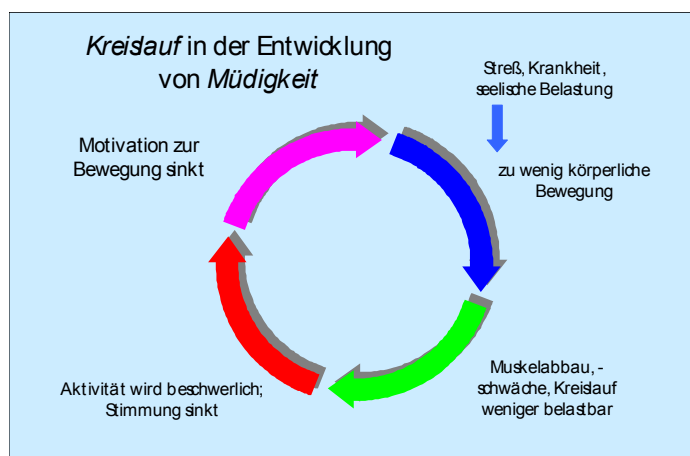 Kreislauf in der Entwicklung
von Müdigkeit
Streß, Krankheit,
seelische Belastung
zu wenig körperliche
Bewegung
Muskelabbau, -
schwäche, Kreislauf
weniger belastbar
Aktivität wird beschwerlich;
Stimmung sinkt
Motivation zur
Bewegung sinkt